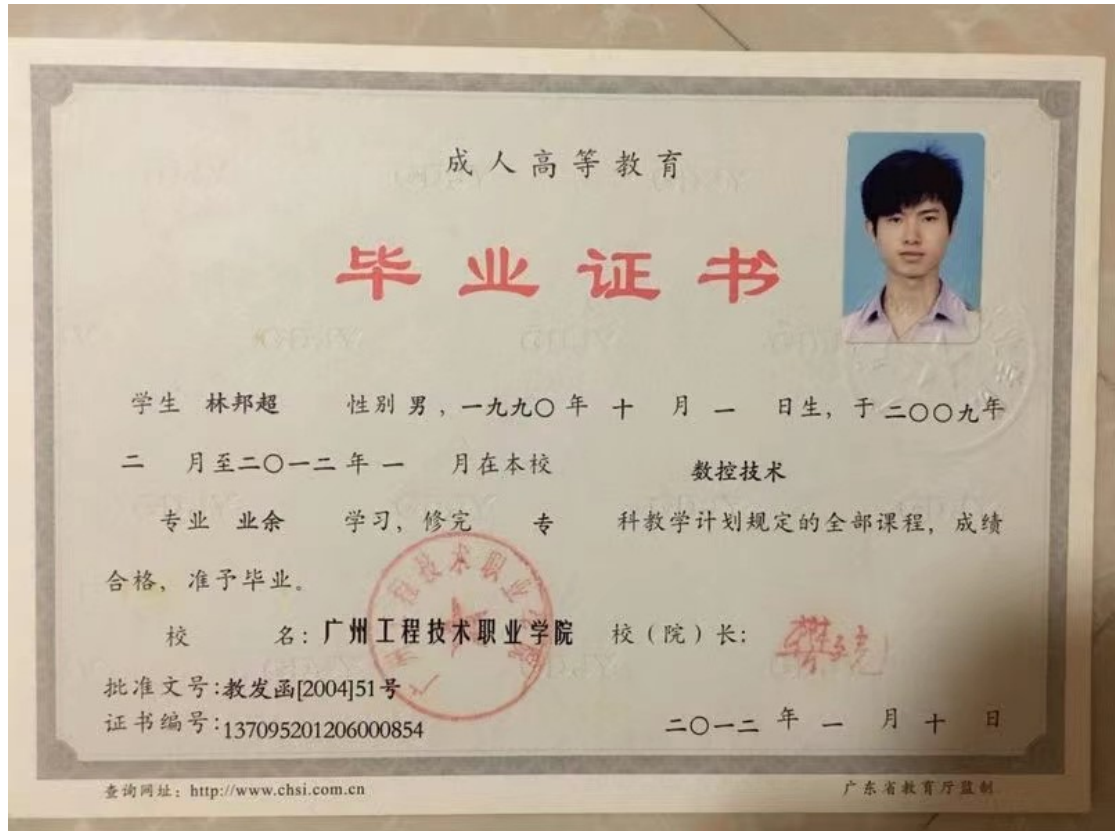 成人高等教育
毕业证书
学生 林邦超 性别 男，一九九〇年 十 月 一 日生，于二〇〇九年
二 月至二〇一二年 一 月在本校 数控技术
专业 业余 学习，修完 专 科教学计划规定的全部课程，成绩
合格，准予毕业。
校 名：广州工程技术职业学院 校（院）长：
批准文号：教发函[2004]51号
证书编号：137095201206000854
二〇一二 年 一 月 十 日
查询网址：http://www.chsi.com.cn
广东省教育厅监制